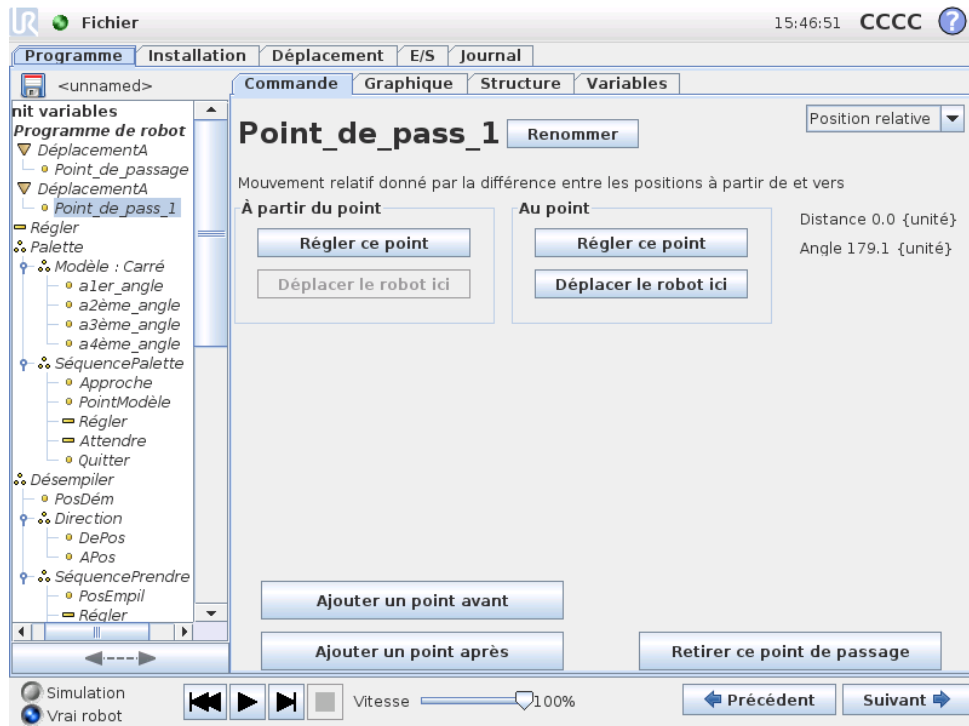 UR Fichier 15:46:51 CCCC ?
Programme Installation Déplacement E/S Journal
<unnamed>
Commande Graphique Structure Variables
nit variables
Programme de robot
DéplacementA
Point_de_passage
DéplacementA
Point_de_pass_1
Régler
Palette
Modèle : Carré
a1er_angle
a2ème_angle
a3ème_angle
a4ème_angle
SéquencePalette
Approche
PointModèle
Régler
Attendre
Quitter
Désempiler
PosDém
Direction
DePos
APos
SéquencePrendre
PosEmpil
Régler
Point_de_pass_1 Renommer
Position relative
Mouvement relatif donné par la différence entre les positions à partir de et vers
À partir du point
Régler ce point
Déplacer le robot ici
Au point
Régler ce point
Déplacer le robot ici
Distance 0.0 {unité}
Angle 179.1 {unité}
Ajouter un point avant
Ajouter un point après
Retirer ce point de passage
Simulation
Vrai robot
Vitesse 100%
Précédent Suivant